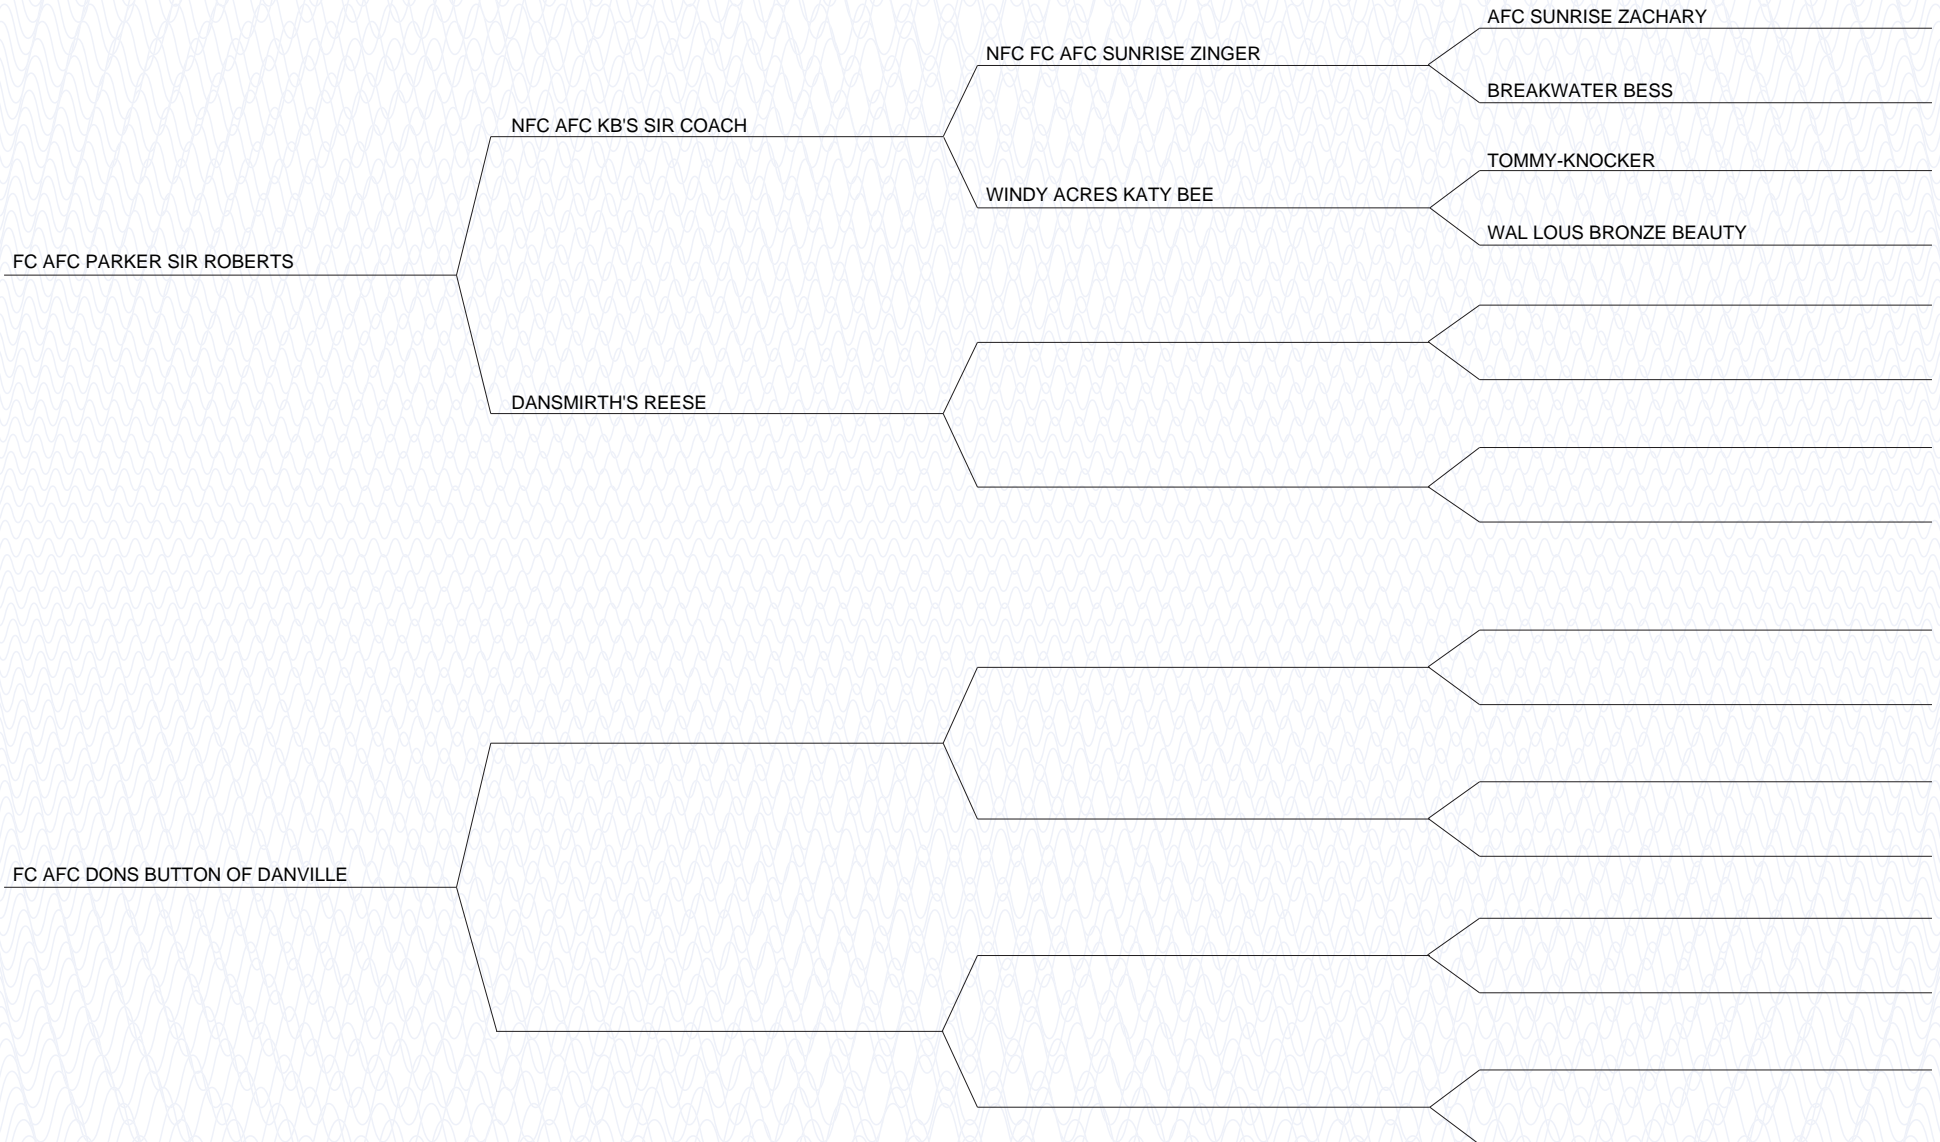 AFC SUNRISE ZACHARY
NFC FC AFC SUNRISE ZINGER
BREAKWATER BESS
NFC AFC KB'S SIR COACH
TOMMY-KNOCKER
WINDY ACRES KATY BEE
WAL LOUS BRONZE BEAUTY
FC AFC PARKER SIR ROBERTS
DANSMIRTH'S REESE
FC AFC DONS BUTTON OF DANVILLE